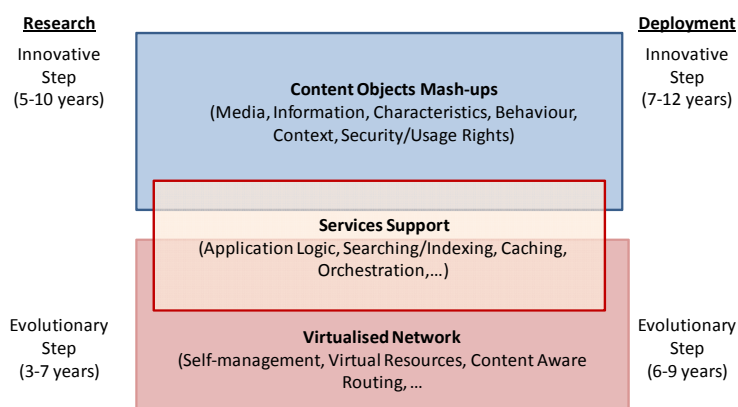 Research
Innovative
Step
(5-10 years)
Deployment
Innovative
Step
(7-12 years)
Content Objects Mash-ups
(Media, Information, Characteristics, Behaviour,
Context, Security/Usage Rights)
Services Support
(Application Logic, Searching/Indexing, Caching,
Orchestration,...)
Evolutionary
Step
(3-7 years)
Virtualised Network
(Self-management, Virtual Resources, Content Aware
Routing, ...
Evolutionary
Step
(6-9 years)